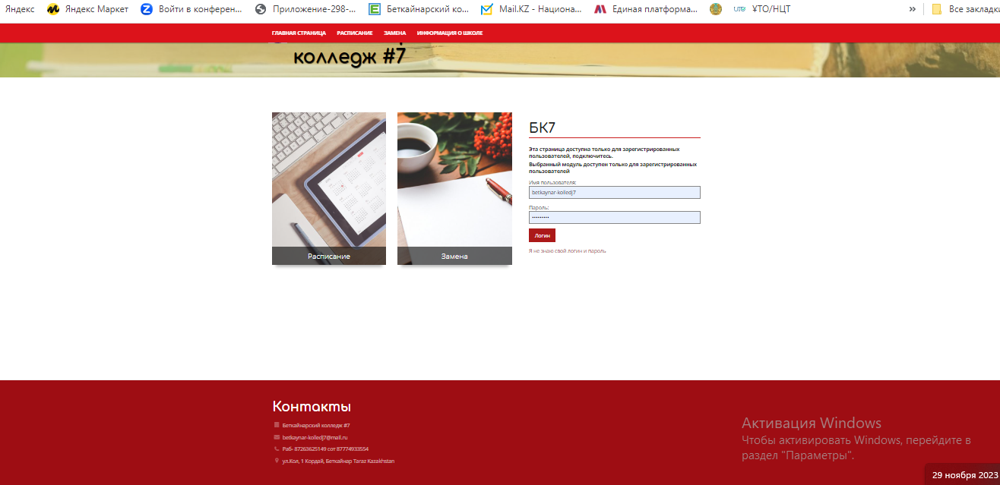 Яндекс Яндекс Маркет Войти в конферен... Приложение-298-... Беткайнарский ко... Mail.KZ - Национа... Единая платформа... UTO ҰТО/НЦТ » Все закладки
ГЛАВНАЯ СТРАНИЦА РАСПИСАНИЕ ЗАМЕНА ИНФОРМАЦИЯ О ШКОЛЕ
колледж #7
БК7
Эта страница доступна только для зарегистрированных
пользователей, подключитесь.
Выбранный модуль доступен только для зарегистрированных
пользователей
Имя пользователя:
betkaynar-kolledj7
Пароль:
•••••••••
Логин
Я не знаю свой логин и пароль
Расписание Замена
Контакты
Беткайнарский колледж #7
betkaynar-kolledj7@mail.ru
Раб- 87263625149 сот 87774933554
ул.Кол, 1 Кордай, Беткайнар Taraz Kazakhstan
Активация Windows
Чтобы активировать Windows, перейдите в
раздел "Параметры".
29 ноября 2023